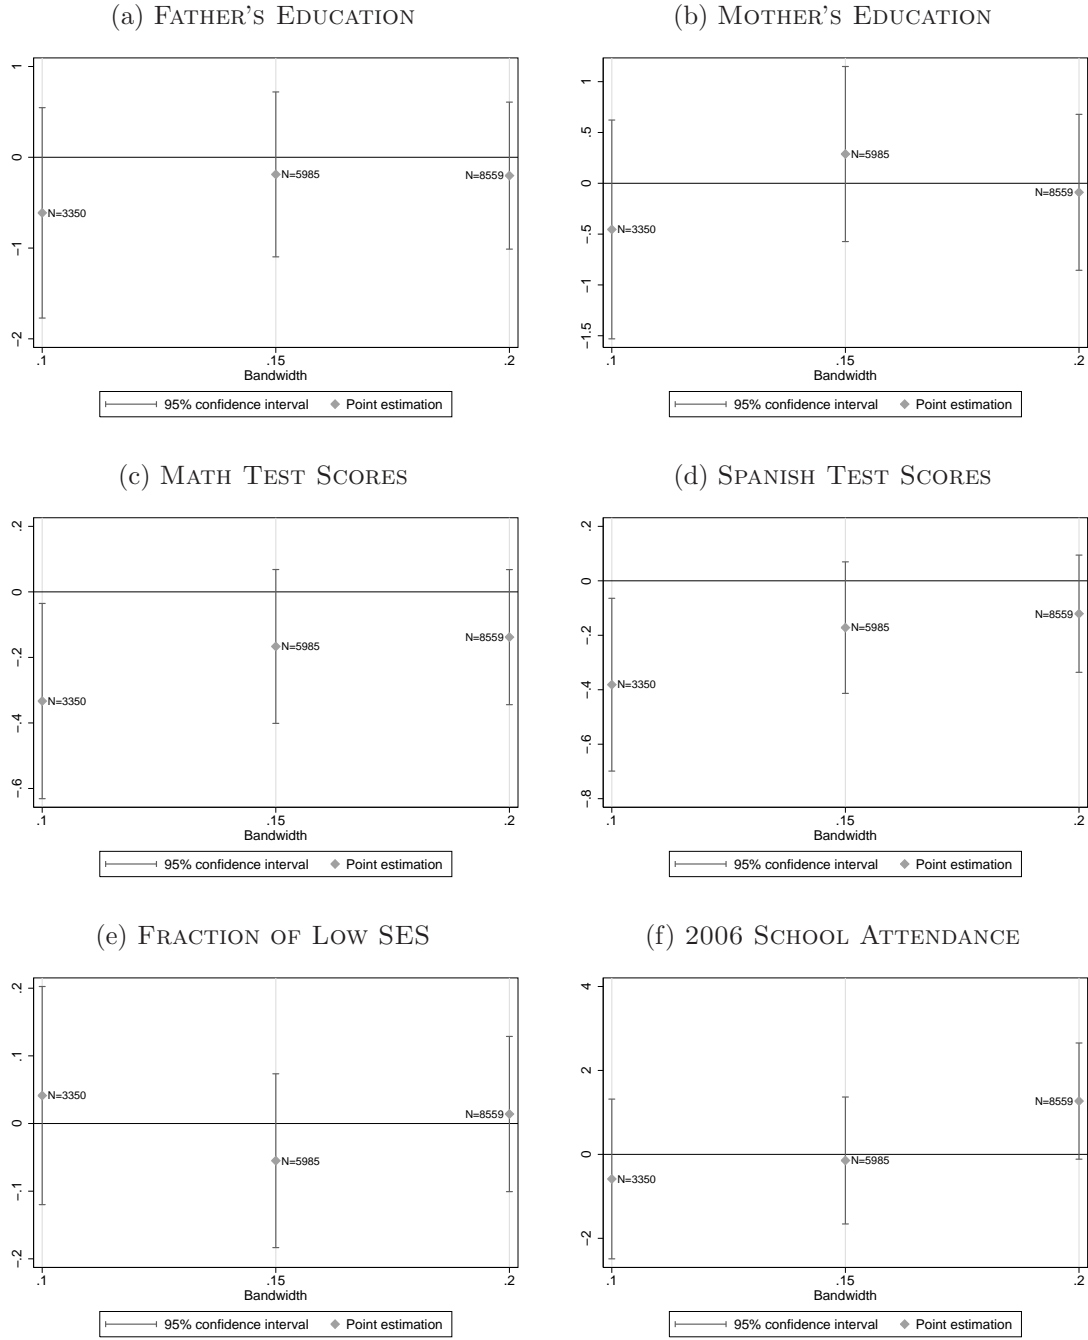 (a) Father's Education
1
0
−1
−2
N=3350
N=5985
N=8559
.1
.15
.2
Bandwidth
95% confidence interval
Point estimation
(b) Mother's Education
1
.5
0
−.5
−1
−1.5
N=3350
N=5985
N=8559
.1
.15
.2
Bandwidth
95% confidence interval
Point estimation
(c) Math Test Scores
.2
0
−.2
−.4
−.6
N=3350
N=5985
N=8559
.1
.15
.2
Bandwidth
95% confidence interval
Point estimation
(d) Spanish Test Scores
.2
0
−.2
−.4
−.6
−.8
N=3350
N=5985
N=8559
.1
.15
.2
Bandwidth
95% confidence interval
Point estimation
(e) Fraction of Low SES
.2
.1
0
−.1
−.2
N=3350
N=5985
N=8559
.1
.15
.2
Bandwidth
95% confidence interval
Point estimation
(f) 2006 School Attendance
4
2
0
−2
N=3350
N=5985
N=8559
.1
.15
.2
Bandwidth
95% confidence interval
Point estimation